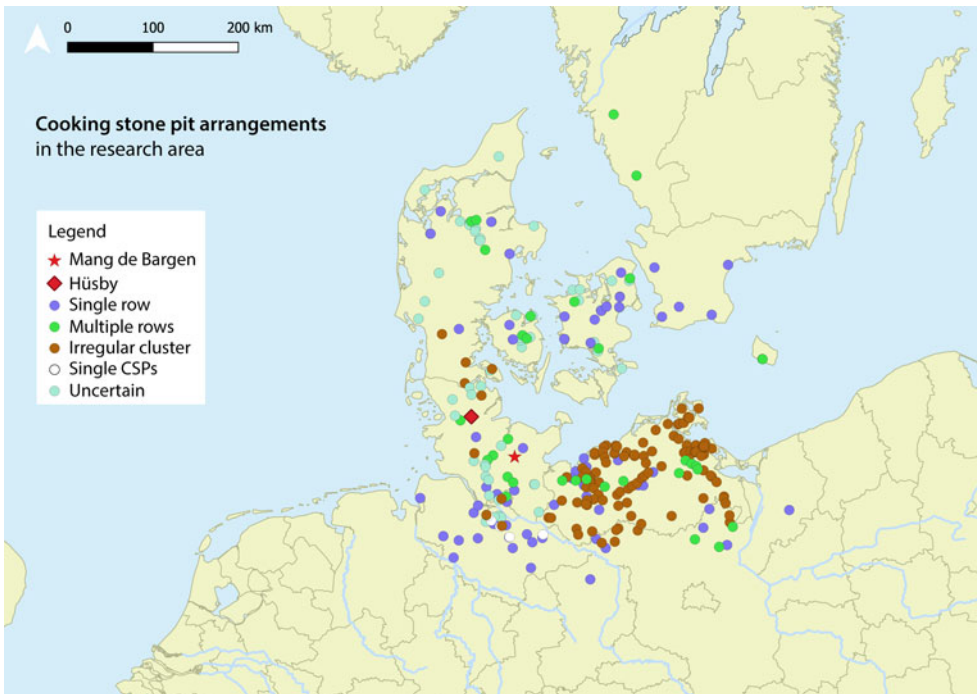 0 100 200 km
Cooking stone pit arrangements
in the research area
Legend
Mang de Bargen
Hüsby
Single row
Multiple rows
Irregular cluster
Single CSPs
Uncertain